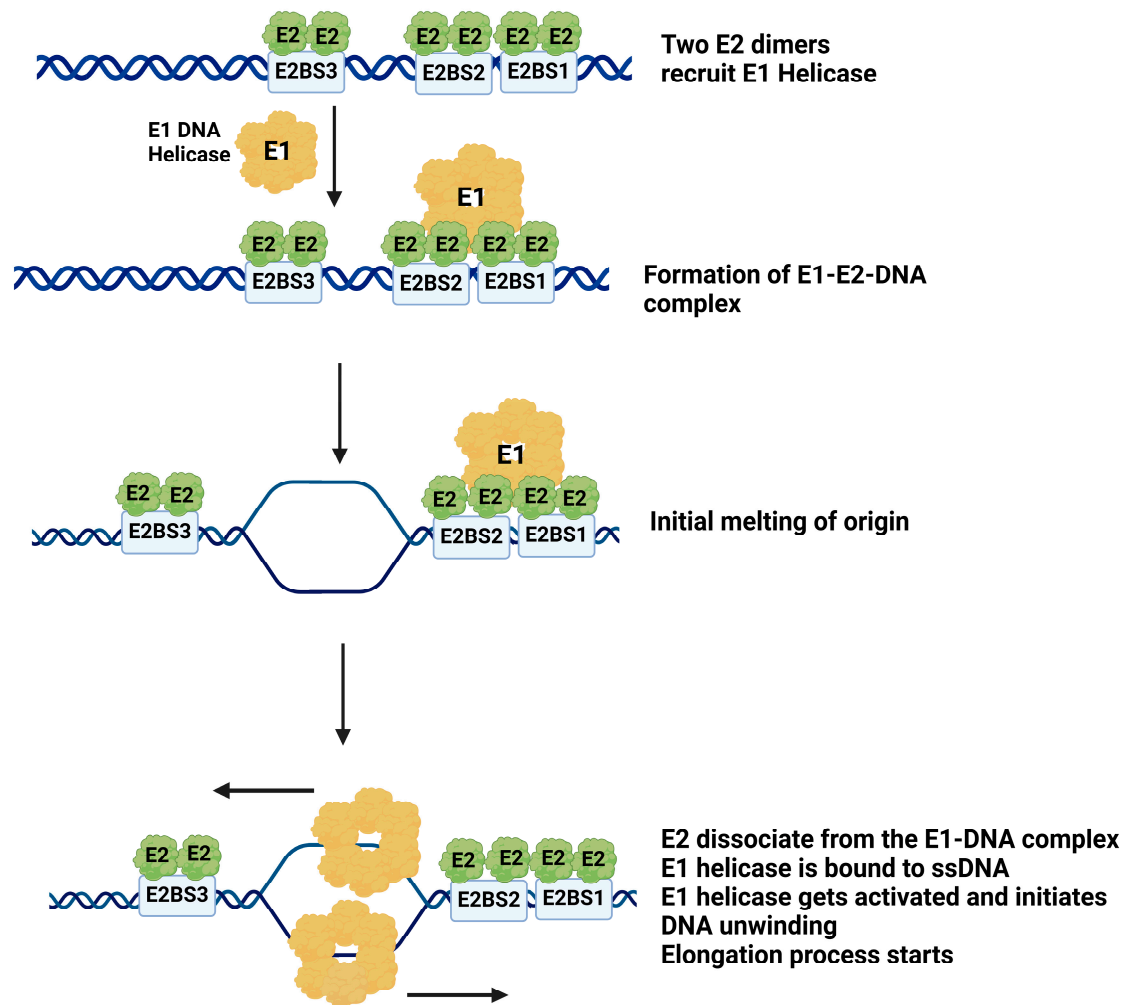 E2 E2 E2 E2 E2 E2
E2BS3 E2BS2 E2BS1
Two E2 dimers
recruit E1 Helicase
E1 DNA
Helicase
E1
E1
E2 E2 E2 E2 E2 E2
E2BS3 E2BS2 E2BS1
Formation of E1-E2-DNA
complex
E1
E2 E2 E2 E2 E2 E2
E2BS3 E2BS2 E2BS1
Initial melting of origin
E2 E2 E2 E2 E2 E2
E2BS3 E2BS2 E2BS1
E2 dissociate from the E1-DNA complex
E1 helicase is bound to ssDNA
E1 helicase gets activated and initiates
DNA unwinding
Elongation process starts